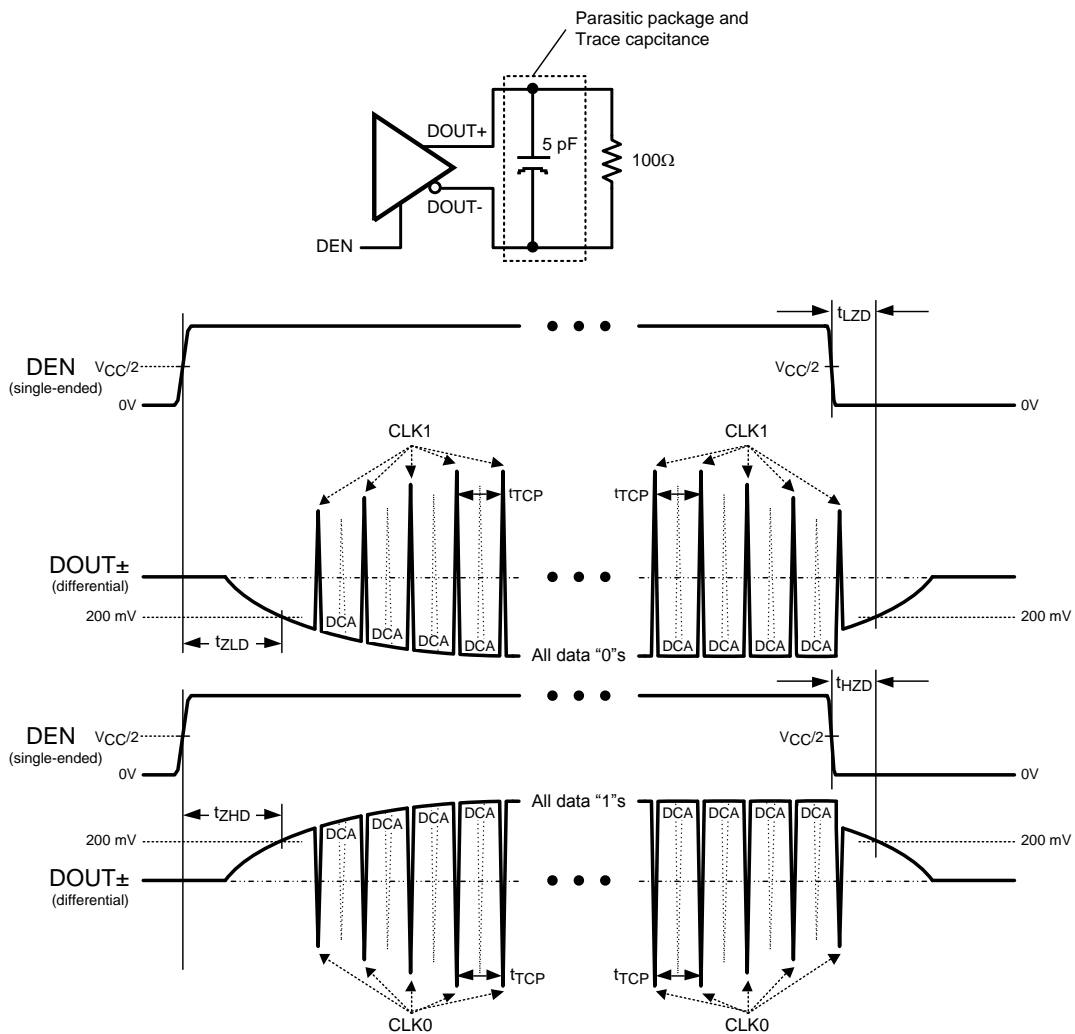 Parasitic package and
Trace capcitance
DOUT+
5 pF
100Ω
DOUT-
DEN
tLZD
DEN
(single-ended)
VCC/2
VCC/2
0V
0V
CLK1
CLK1
tTCP
tTCP
DOUT±
(differential)
200 mV
200 mV
DCA
DCA
DCA
DCA
DCA
DCA
DCA
DCA
tZLD
All data “0”s
tHZD
DEN
(single-ended)
VCC/2
VCC/2
0V
0V
All data “1”s
tZHD
DCA
DCA
DCA
DCA
DCA
DCA
DCA
DCA
200 mV
200 mV
DOUT±
(differential)
tTCP
tTCP
CLK0
CLK0